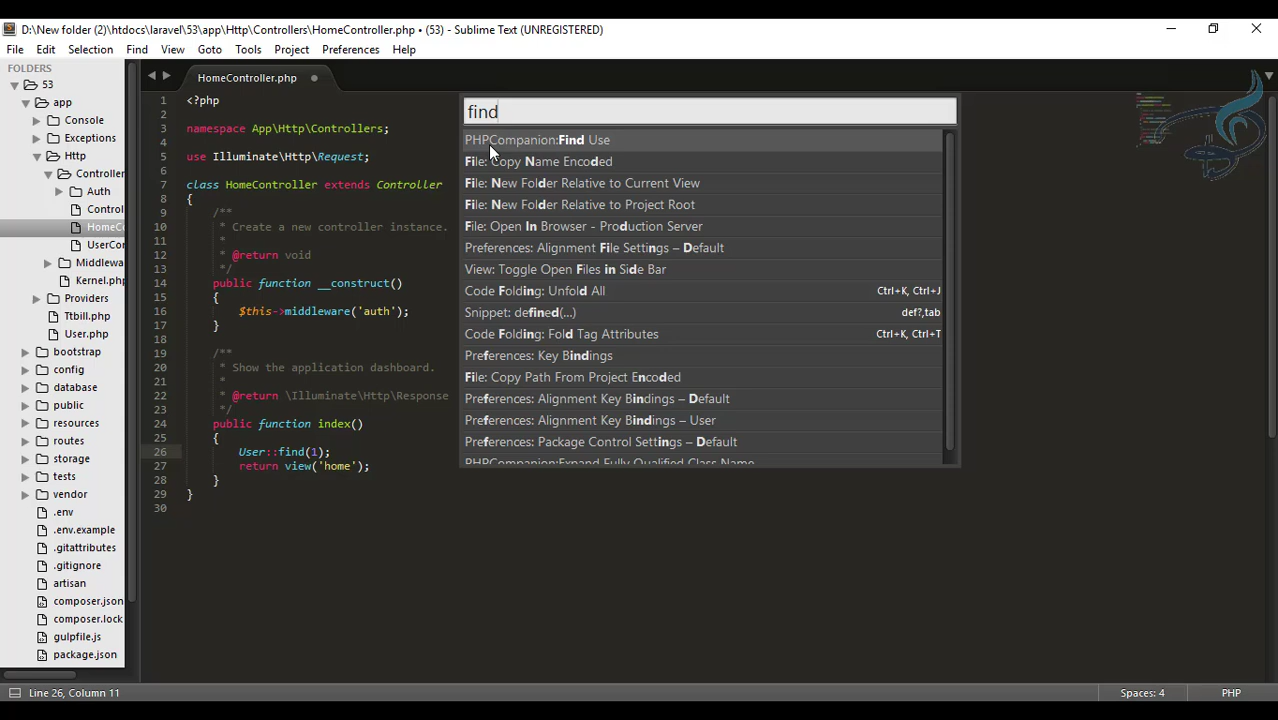 D:\New folder (2)\htdocs\laravel\53\app\Http\Controllers\HomeController.php • (53) - Sublime Text (UNREGISTERED)
File Edit Selection Find View Goto Tools Project Preferences Help
FOLDERS
53
app
Console
Exceptions
Http
Controller
Auth
Control
HomeCo
UserCor
Middlewa
Kernel.php
Providers
Ttbill.php
User.php
bootstrap
config
database
public
resources
routes
storage
tests
vendor
.env
.env.example
.gitattributes
.gitignore
artisan
composer.json
composer.lock
gulpfile.js
package.json
HomeController.php
1 <?php
2
3 namespace App\Http\Controllers;
4
5 use Illuminate\Http\Request;
6
7 class HomeController extends Controller
8 {
9 /**
10 * Create a new controller instance.
11 *
12 * @return void
13 */
14 public function __construct()
15 {
16 $this->middleware('auth');
17 }
18
19 /**
20 * Show the application dashboard.
21 *
22 * @return \Illuminate\Http\Response
23 */
24 public function index()
25 {
26 User::find(1);
27 return view('home');
28 }
29 }
30
find
PHPCompanion:Find Use
File: Copy Name Encoded
File: New Folder Relative to Current View
File: New Folder Relative to Project Root
File: Open In Browser - Production Server
Preferences: Alignment File Settings – Default
View: Toggle Open Files in Side Bar
Code Folding: Unfold All Ctrl+K, Ctrl+J
Snippet: defined(...) def?,tab
Code Folding: Fold Tag Attributes Ctrl+K, Ctrl+T
Preferences: Key Bindings
File: Copy Path From Project Encoded
Preferences: Alignment Key Bindings – Default
Preferences: Alignment Key Bindings – User
Preferences: Package Control Settings – Default
PHPCompanion:Expand Fully Qualified Class Name
Line 26, Column 11 Spaces: 4 PHP